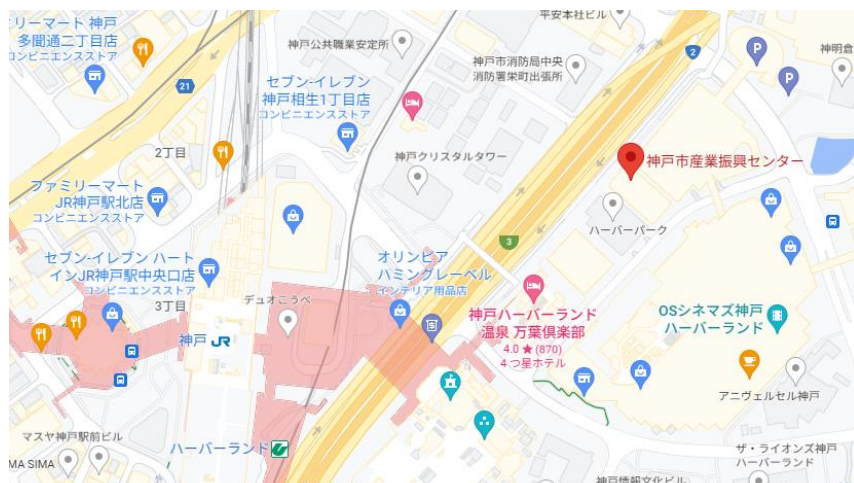 ミリーマート 神戸
多聞通二丁目店
コンビニエンスストア
平安本社ビル
神戸公共職業安定所
2
P
神明倉
セブン-イレブン
神戸相生1丁目店
コンビニエンスストア
神戸市消防局中央
消防署栄町出張所
P
21
2丁目
神戸クリスタルタワー
神戸市産業振興センター
ファミリーマート
JR神戸駅北店
コンビニエンスストア
ハーバーパーク
セブン-イレブン ハート
インJR神戸駅中央口店
コンビニエンスストア
3
オリンピア
ハミングレーベル
インテリア用品店
3丁目
デュオこうべ
神戸 JR
神戸ハーバーランド
温泉 万葉倶楽部
4.0 ★ (870)
4 つ星ホテル
OSシネマズ神戸
ハーバーランド
アニヴェルセル神戸
マスヤ神戸駅前ビル
ハーバーランド
MA SIMA
ザ・ライオンズ神戸
ハーバーランド
神戸情報文化ビル